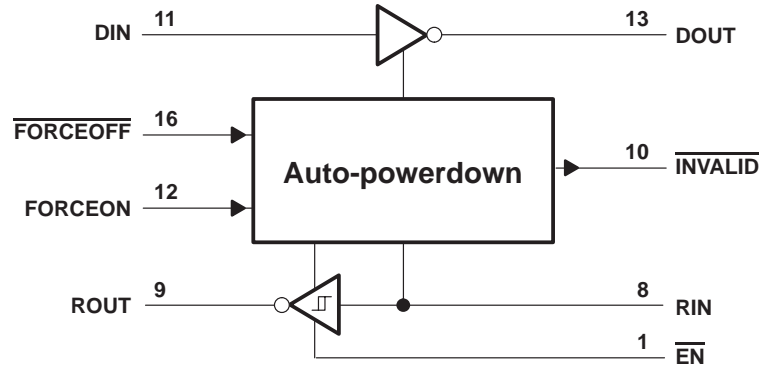 DIN 11 13 DOUT
FORCEOFF 16
Auto-powerdown
10 INVALID
FORCEON 12
ROUT 9 8 RIN
1 EN